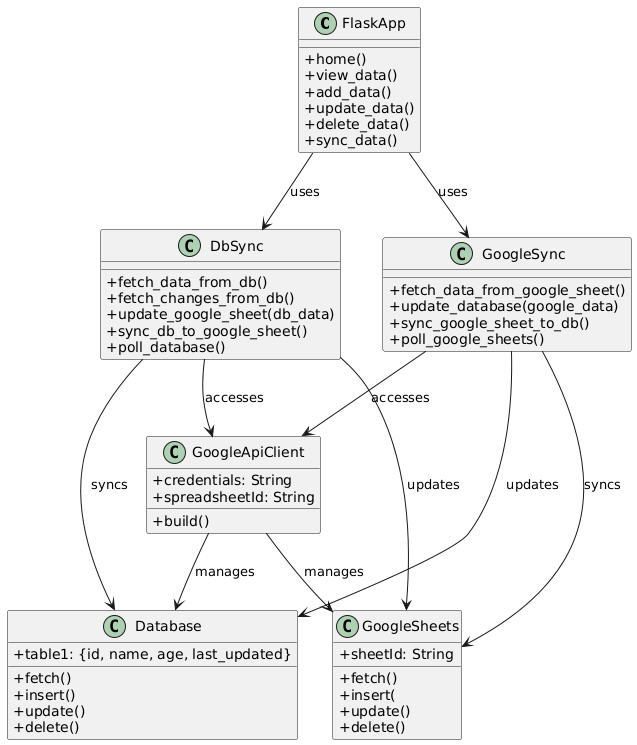 C FlaskApp
+home()
+view_data()
+add_data()
+update_data()
+delete_data()
+sync_data()
uses
uses
C DbSync
+fetch_data_from_db()
+fetch_changes_from_db()
+update_google_sheet(db_data)
+sync_db_to_google_sheet()
+poll_database()
C GoogleSync
+fetch_data_from_google_sheet()
+update_database(google_data)
+sync_google_sheet_to_db()
+poll_google_sheets()
accesses
accesses
C GoogleApiClient
+credentials: String
+spreadsheetId: String
+build()
syncs
updates
updates
syncs
manages
manages
C Database
+table1: {id, name, age, last_updated}
+fetch()
+insert()
+update()
+delete()
C GoogleSheets
+sheetId: String
+fetch()
+insert(
+update()
+delete()